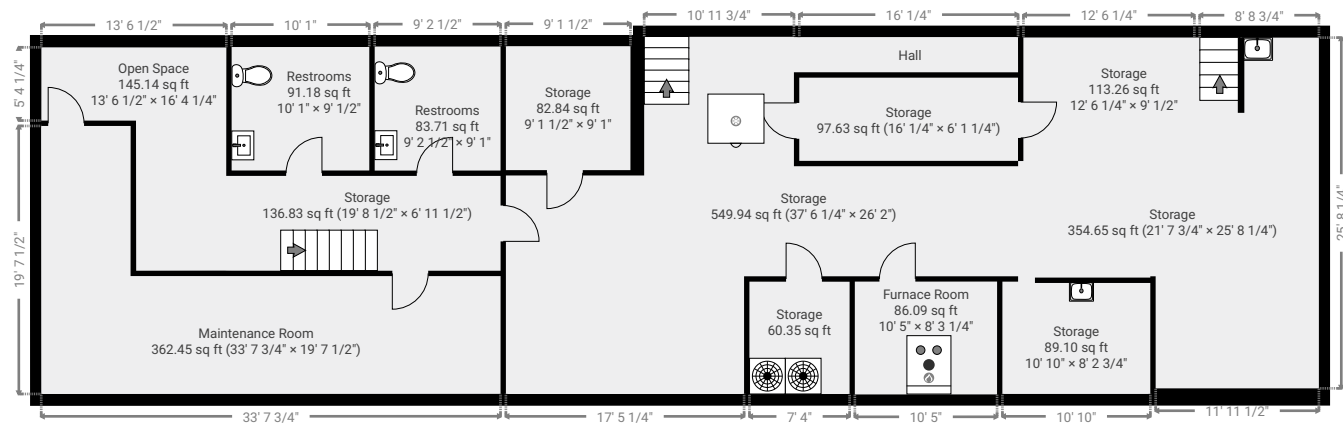 13' 6 1/2"
10' 1"
9' 2 1/2"
9' 1 1/2"
10' 11 3/4"
16' 1/4"
12' 6 1/4"
8' 8 3/4"
5' 4 1/4"
19' 7 1/2"
Open Space
145.14 sq ft
13' 6 1/2" × 16' 4 1/4"
Restrooms
91.18 sq ft
10' 1" × 9' 1/2"
Restrooms
83.71 sq ft
9' 2 1/2" × 9' 1"
Storage
82.84 sq ft
9' 1 1/2" × 9' 1"
Hall
Storage
97.63 sq ft (16' 1/4" × 6' 1 1/4")
Storage
113.26 sq ft
12' 6 1/4" × 9' 1/2"
Storage
136.83 sq ft (19' 8 1/2" × 6' 11 1/2")
Storage
549.94 sq ft (37' 6 1/4" × 26' 2")
Storage
354.65 sq ft (21' 7 3/4" × 25' 8 1/4")
25' 8 1/4"
Maintenance Room
362.45 sq ft (33' 7 3/4" × 19' 7 1/2")
Storage
60.35 sq ft
Furnace Room
86.09 sq ft
10' 5" × 8' 3 1/4"
Storage
89.10 sq ft
10' 10" × 8' 2 3/4"
33' 7 3/4"
17' 5 1/4"
7' 4"
10' 5"
10' 10"
11' 11 1/2"